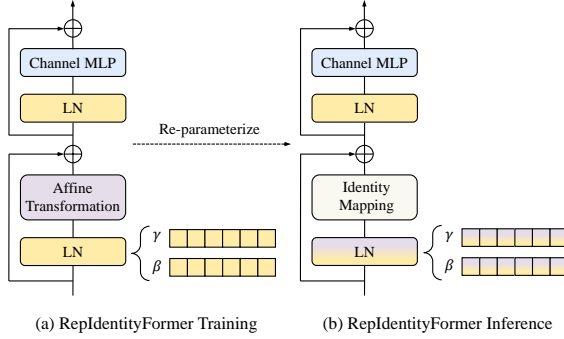 Channel MLP
LN
Affine
Transformation
LN
γ
β
(a) RepIdentityFormer Training
Re-parameterize
Channel MLP
LN
Identity
Mapping
LN
γ
β
(b) RepIdentityFormer Inference